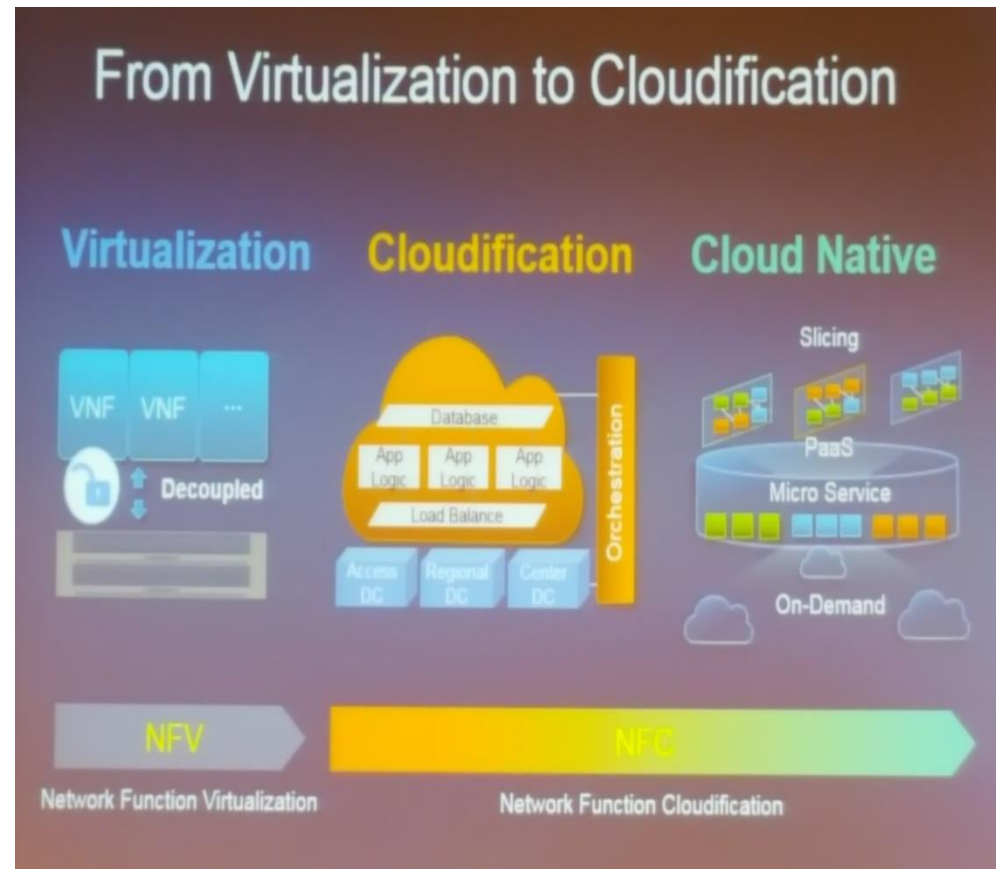 From Virtualization to Cloudification
Virtualization
Cloudification
Cloud Native
VNF VNF ...
Decoupled
Database
App Logic
App Logic
App Logic
Load Balance
Access DC
Regional DC
Center DC
Orchestration
Slicing
PaaS
Micro Service
On-Demand
NFV
NFC
Network Function Virtualization
Network Function Cloudification